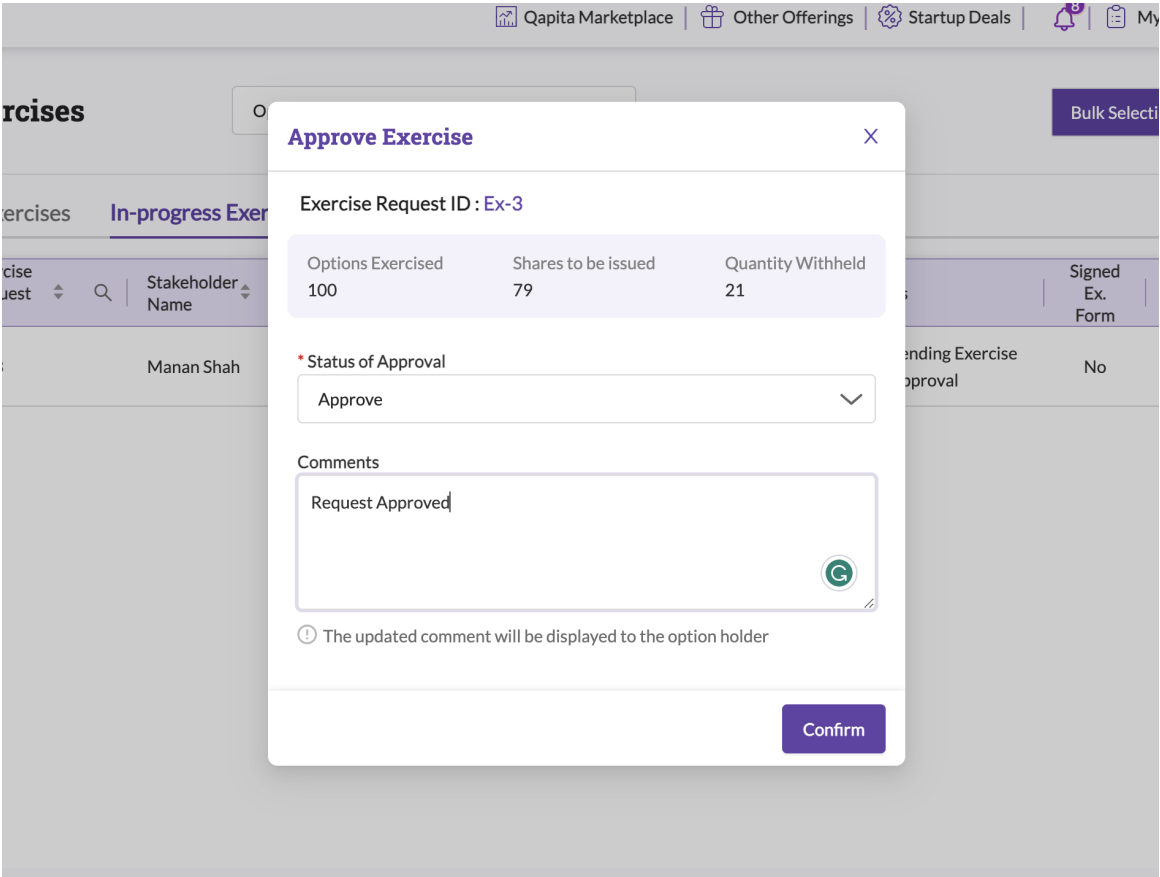 Qapita Marketplace
Other Offerings
Startup Deals
8
My
rcises
O
Bulk Selecti
Approve Exercise
X
Exercise Request ID : Ex-3
Options Exercised
Shares to be issued
Quantity Withheld
100
79
21
* Status of Approval
Approve
Comments
Request Approved
The updated comment will be displayed to the option holder
Confirm
ercises
In-progress Exer
cise
uest
Stakeholder
Name
s
Signed
Ex.
Form
Manan Shah
ending Exercise
pproval
No